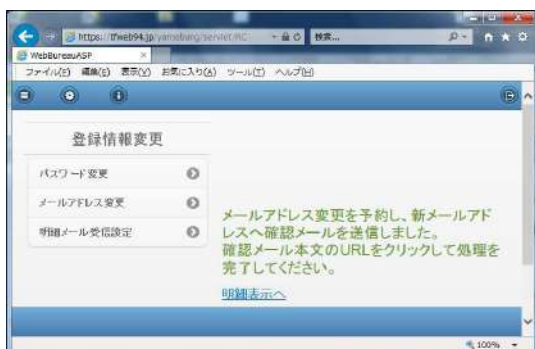 https://tfweb94.jp/yamoburg/servlet/RC
検索...
WebBureauASP
ファイル(E) 編集(E) 表示(V) お気に入り(A) ツール(T) ヘルプ(H)
登録情報変更
パスワード変更
メールアドレス変更
明細メール受信設定
メールアドレス変更を予約し、新メールアド
レスへ確認メールを送信しました。
確認メール本文のURLをクリックして処理を
完了してください。
明細表示へ
100%